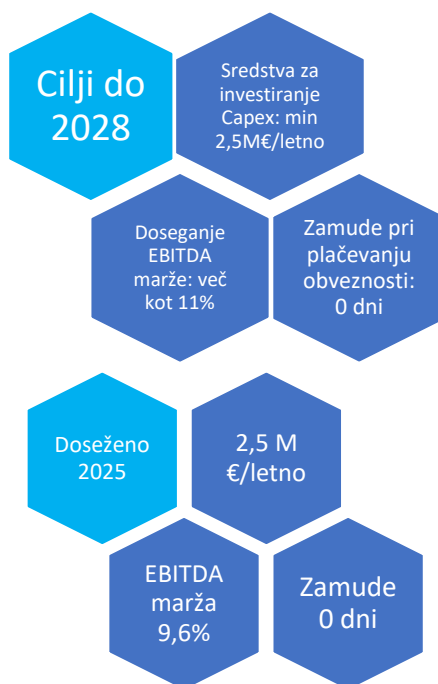 Cilji do
2028
Sredstva za
investiranje
Capex: min
2,5M€/letno
Doseganje
EBITDA
marže: več
kot 11%
Zamude pri
plačevanju
obveznosti:
0 dni
Doseženo
2025
2,5 M
€/letno
EBITDA
marža
9,6%
Zamude
0 dni